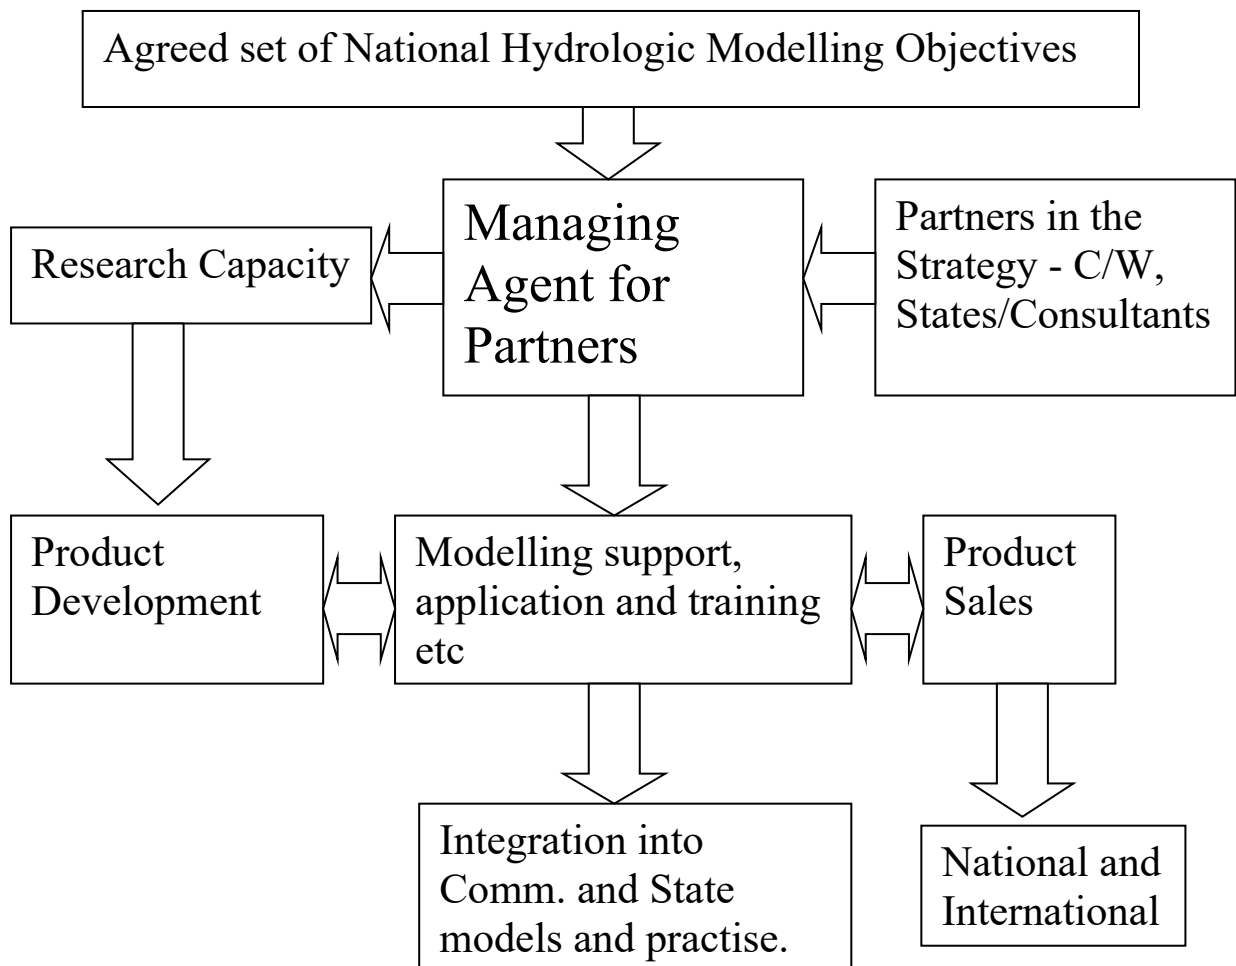 Agreed set of National Hydrologic Modelling Objectives
Managing
Agent for
Partners
Partners in the
Strategy - C/W,
States/Consultants
Research Capacity
Product
Development
Modelling support,
application and training
etc
Product
Sales
Integration into
Comm. and State
models and practise.
National and
International